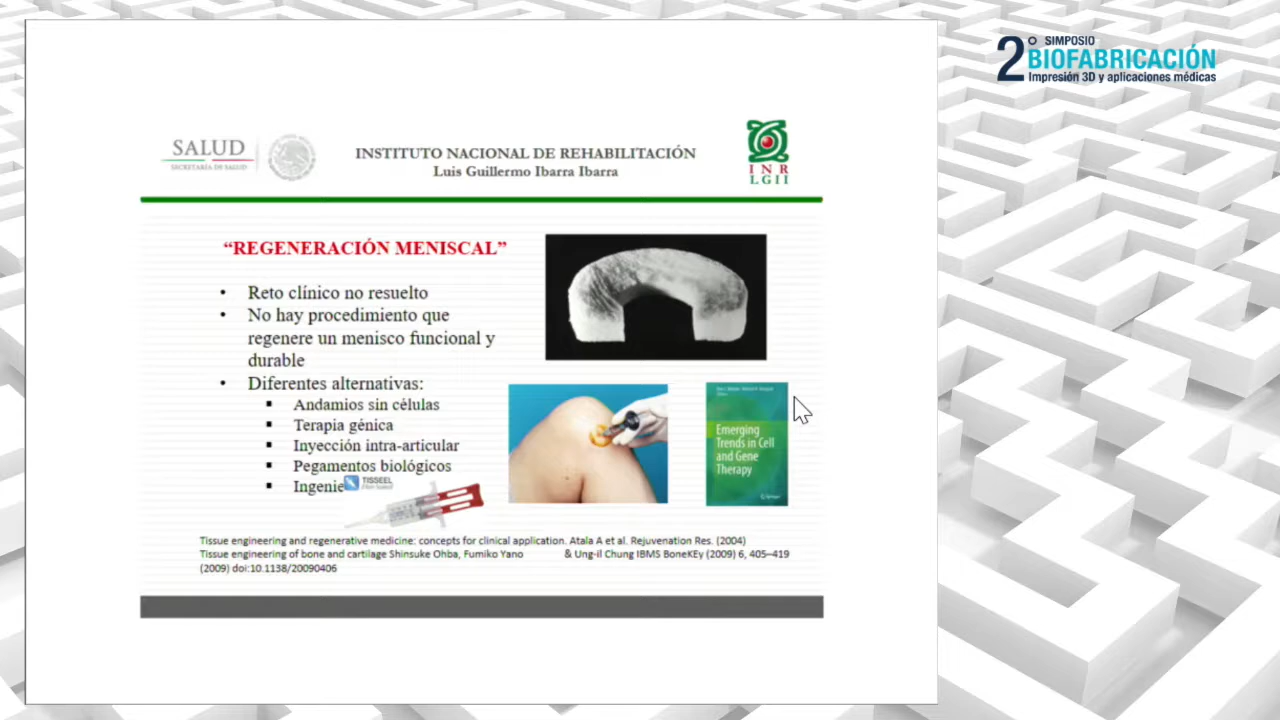 2° SIMPOSIO
BIOFABRICACIÓN
Impresión 3D y aplicaciones médicas
SALUD
SECRETARÍA DE SALUD
INSTITUTO NACIONAL DE REHABILITACIÓN
Luis Guillermo Ibarra Ibarra
I N R
LGII
“REGENERACIÓN MENISCAL”
• Reto clínico no resuelto
• No hay procedimiento que
regenere un menisco funcional y
durable
• Diferentes alternativas:
▪ Andamios sin células
▪ Terapia génica
▪ Inyección intra-articular
▪ Pegamentos biológicos
▪ Ingenie
TISSEEL
Emerging
Trends in Cell
and Gene
Therapy
Springer
Tissue engineering and regenerative medicine: concepts for clinical application. Atala A et al. Rejuvenation Res. (2004)
Tissue engineering of bone and cartilage Shinsuke Ohba, Fumiko Yano & Ung-il Chung IBMS BoneKEy (2009) 6, 405–419
(2009) doi:10.1138/20090406